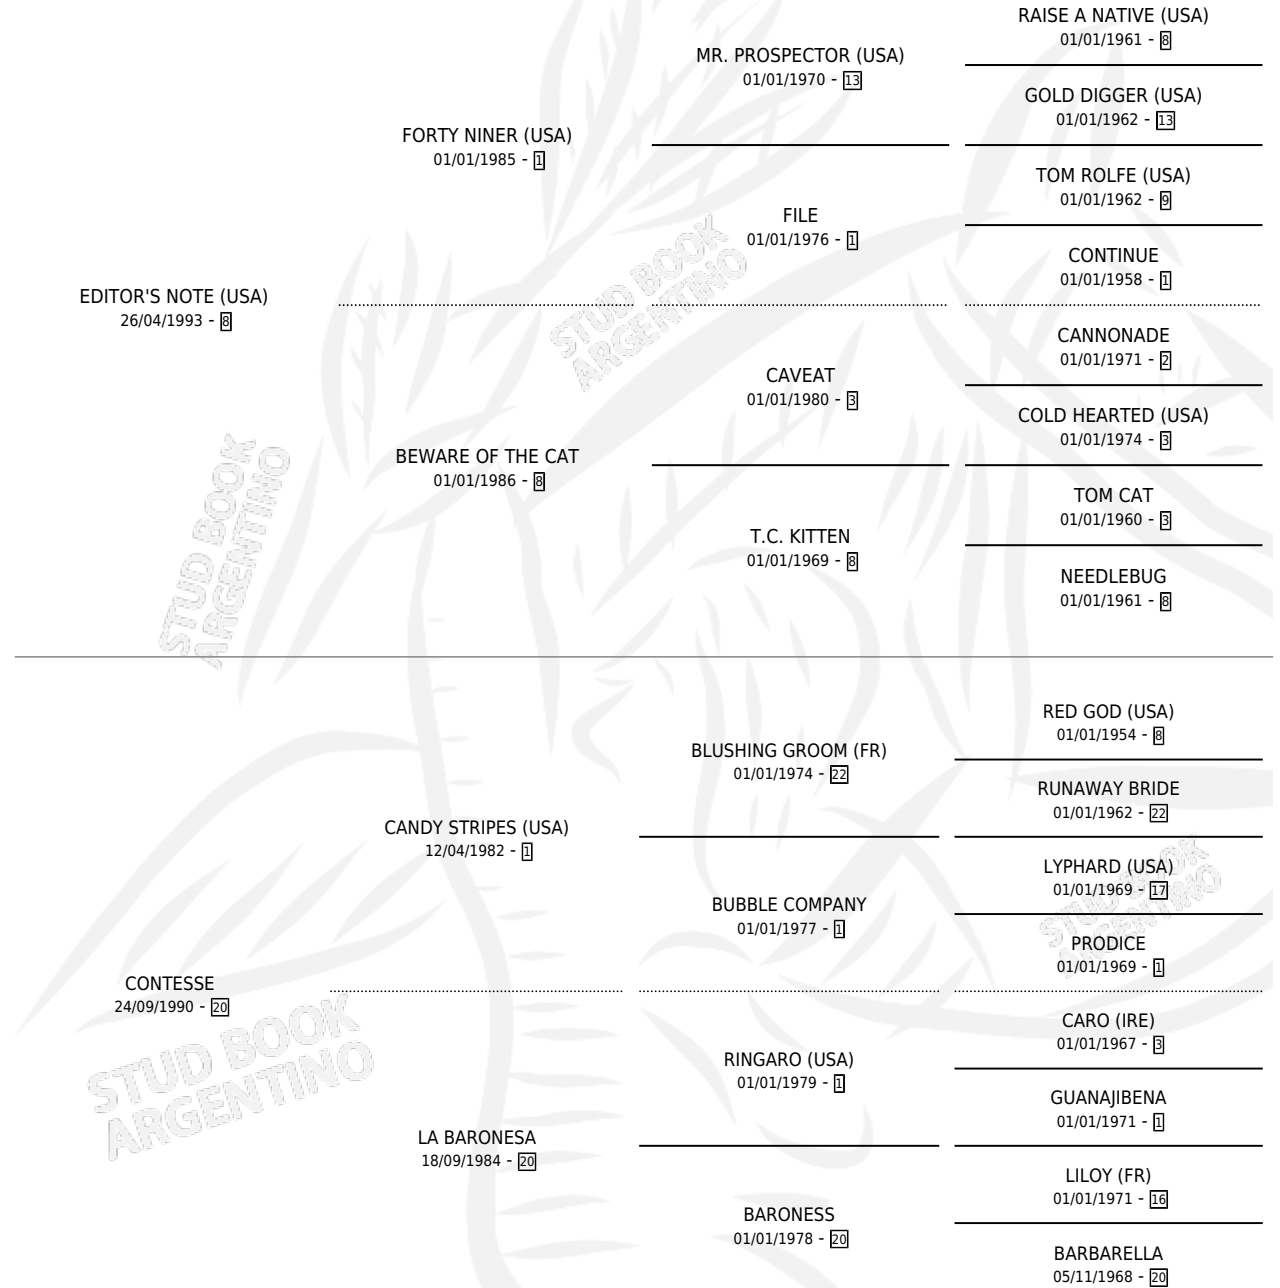 RAISE A NATIVE (USA)
01/01/1961 - 8
MR. PROSPECTOR (USA)
01/01/1970 - 13
GOLD DIGGER (USA)
01/01/1962 - 13
FORTY NINER (USA)
01/01/1985 - 1
TOM ROLFE (USA)
01/01/1962 - 9
FILE
01/01/1976 - 1
CONTINUE
01/01/1958 - 1
EDITOR'S NOTE (USA)
26/04/1993 - 8
CANNONADE
01/01/1971 - 2
CAVEAT
01/01/1980 - 3
COLD HEARTED (USA)
01/01/1974 - 3
BEWARE OF THE CAT
01/01/1986 - 8
TOM CAT
01/01/1960 - 3
T.C. KITTEN
01/01/1969 - 8
NEEDLEBUG
01/01/1961 - 8
STUD BOOK
ARGENTINO
STUD BOOK
ARGENTINO
RED GOD (USA)
01/01/1954 - 8
BLUSHING GROOM (FR)
01/01/1974 - 22
RUNAWAY BRIDE
01/01/1962 - 22
CANDY STRIPES (USA)
12/04/1982 - 1
LYPHARD (USA)
01/01/1969 - 17
BUBBLE COMPANY
01/01/1977 - 1
PRODICE
01/01/1969 - 1
CONTESSE
24/09/1990 - 20
CARO (IRE)
01/01/1967 - 3
RINGARO (USA)
01/01/1979 - 1
GUANAJIBENA
01/01/1971 - 1
LA BARONESA
18/09/1984 - 20
LILOY (FR)
01/01/1971 - 16
BARONESS
01/01/1978 - 20
BARBARELLA
05/11/1968 - 20
STUD BOOK
ARGENTINO
STUD BOOK
ARGENTINO